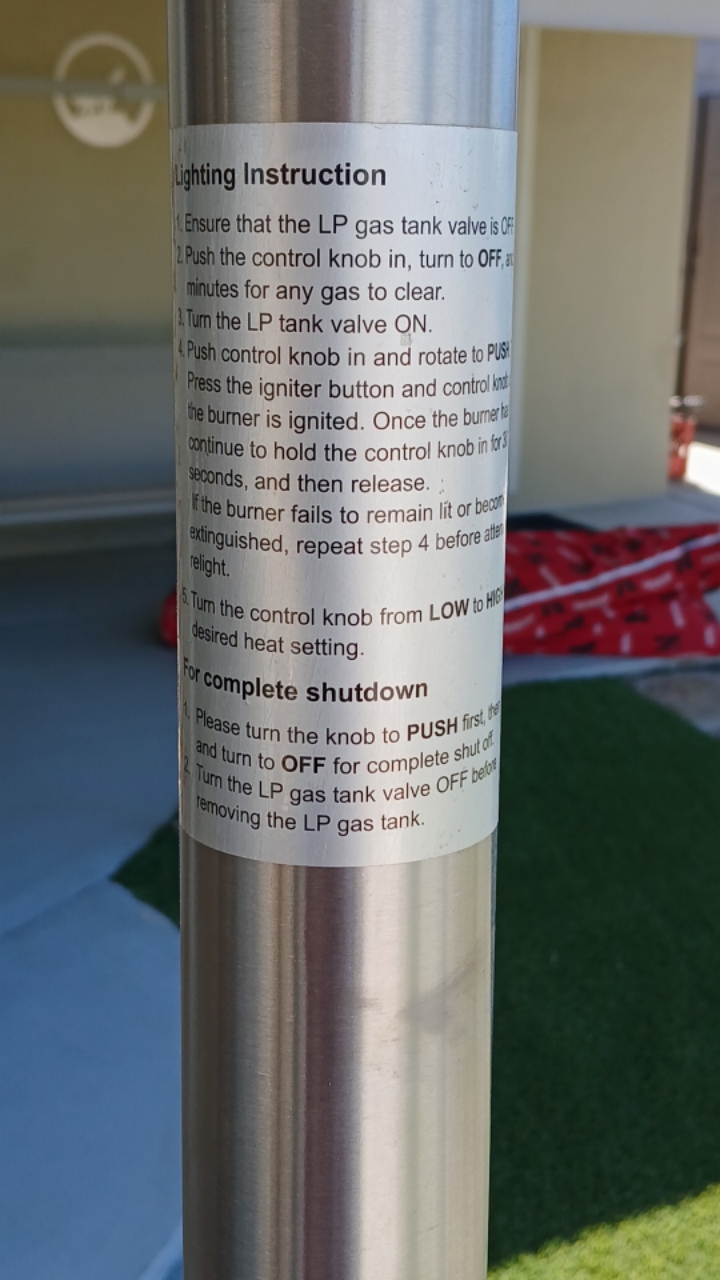 Lighting Instruction
1. Ensure that the LP gas tank valve is OFF
2. Push the control knob in, turn to OFF,
minutes for any gas to clear.
3. Turn the LP tank valve ON.
4. Push control knob in and rotate to PUSH
Press the igniter button and control knob
the burner is ignited. Once the burner
continue to hold the control knob in for
seconds, and then release.
If the burner fails to remain lit or
extinguished, repeat step 4 before
relight.
5. Turn the control knob from LOW to HIGH
desired heat setting.
For complete shutdown
1. Please turn the knob to PUSH first,
and turn to OFF for complete shut off.
2. Turn the LP gas tank valve OFF before
removing the LP gas tank.